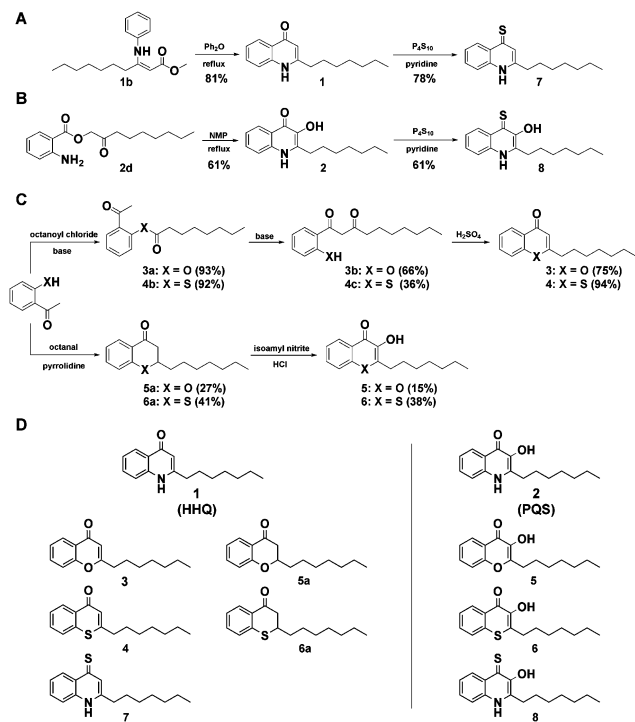 A
NH
O
O
1b
Ph₂O
reflux
81%
O
N
H
1
P₄S₁₀
pyridine
78%
S
N
H
7
B
O
O
O
NH₂
2d
NMP
reflux
61%
O
OH
N
H
2
P₄S₁₀
pyridine
61%
S
OH
N
H
8
C
XH
O
octanoyl chloride
base
O
X
O
3a: X = O (93%)
4b: X = S (92%)
base
O O
XH
3b: X = O (66%)
4c: X = S (36%)
H₂SO₄
O
X
3: X = O (75%)
4: X = S (94%)
octanal
pyrrolidine
O
X
5a: X = O (27%)
6a: X = S (41%)
isoamyl nitrite
HCl
O
OH
X
5: X = O (15%)
6: X = S (38%)
D
O
N
H
1
(HHQ)
O
O
3
O
O
5a
O
S
4
O
S
6a
S
N
H
7
O
OH
N
H
2
(PQS)
O
OH
O
5
O
OH
S
6
S
OH
N
H
8